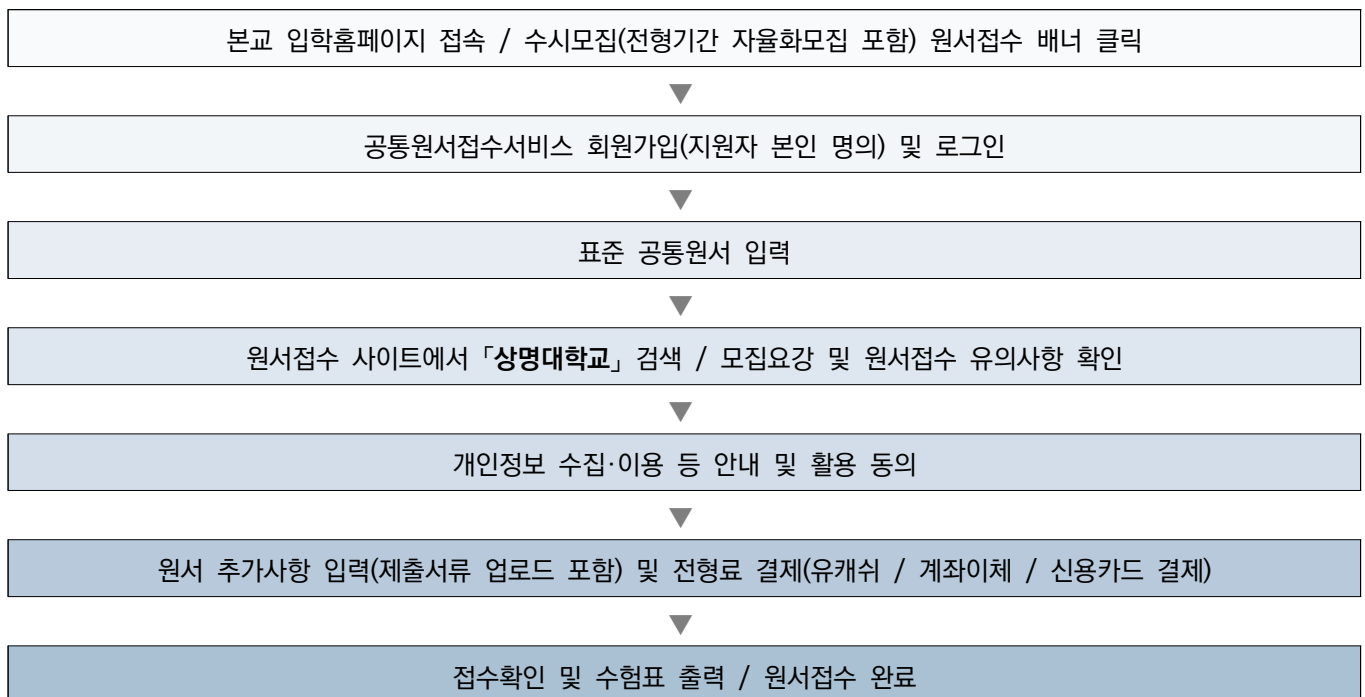 본교 입학홈페이지 접속 / 수시모집(전형기간 자율화모집 포함) 원서접수 배너 클릭
공통원서접수서비스 회원가입(지원자 본인 명의) 및 로그인
표준 공통원서 입력
원서접수 사이트에서 「상명대학교」 검색 / 모집요강 및 원서접수 유의사항 확인
개인정보 수집·이용 등 안내 및 활용 동의
원서 추가사항 입력(제출서류 업로드 포함) 및 전형료 결제(유캐쉬 / 계좌이체 / 신용카드 결제)
접수확인 및 수험표 출력 / 원서접수 완료